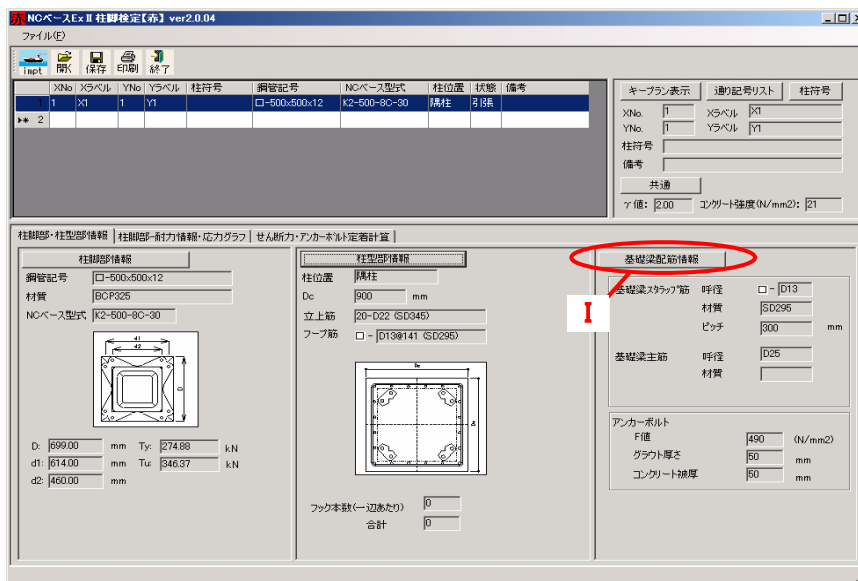 NCベースExⅡ 柱脚検定【赤】 ver2.0.04
ファイル(F)
inpt 開く 保存 印刷 終了
XNo Xラベル YNo Yラベル 柱符号 鋼管記号 NCベース型式 柱位置 状態 備考
1 1 X1 1 Y1 □-500x500x12 K2-500-8C-30 隅柱 引張
2
キープラン表示 通り記号リスト 柱符号
XNo. 1 Xラベル X1
YNo. 1 Yラベル Y1
柱符号
備考
共通
γ値: 2.00 コンクリート強度(N/mm2): 21
柱脚部・柱型部情報 柱脚部-耐力情報・応力グラフ せん断力・アンカーボルト定着計算
柱脚部情報
鋼管記号 □-500x500x12
材質 BCP325
NCベース型式 K2-500-8C-30
d1
d2
D
D: 699.00 mm Ty: 274.88 kN
d1: 614.00 mm Tu: 346.37 kN
d2: 460.00 mm
柱型部情報
柱位置 隅柱
Dc 900 mm
立上筋 20-D22 (SD345)
フープ筋 □ - D13@141 (SD295)
Dc
フック本数(一辺あたり) 0
合計 0
基礎梁配筋情報
I
基礎梁スタラップ筋 呼径 □ - D13
材質 SD295
ピッチ 300 mm
基礎梁主筋 呼径 D25
材質
アンカーボルト
F値 490 (N/mm2)
グラウト厚さ 50 mm
コンクリート被厚 50 mm